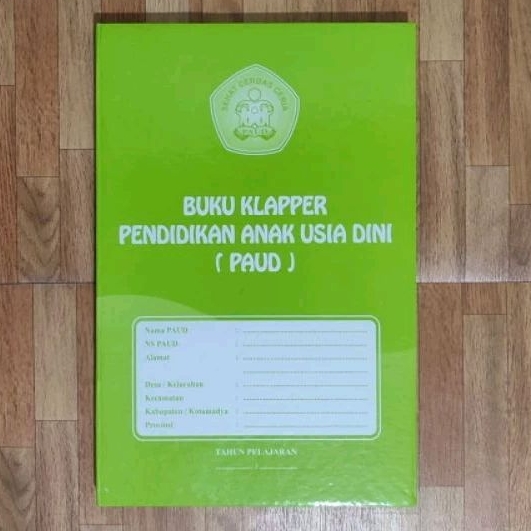 SEHAT CERDAS CERIA
PAUD
BUKU KLAPPER
PENDIDIKAN ANAK USIA DINI
( PAUD )
Nama PAUD :
NS PAUD :
Alamat :
Desa / Kelurahan :
Kecamatan :
Kabupaten / Kotamadya :
Provinsi :
TAHUN PELAJARAN
/